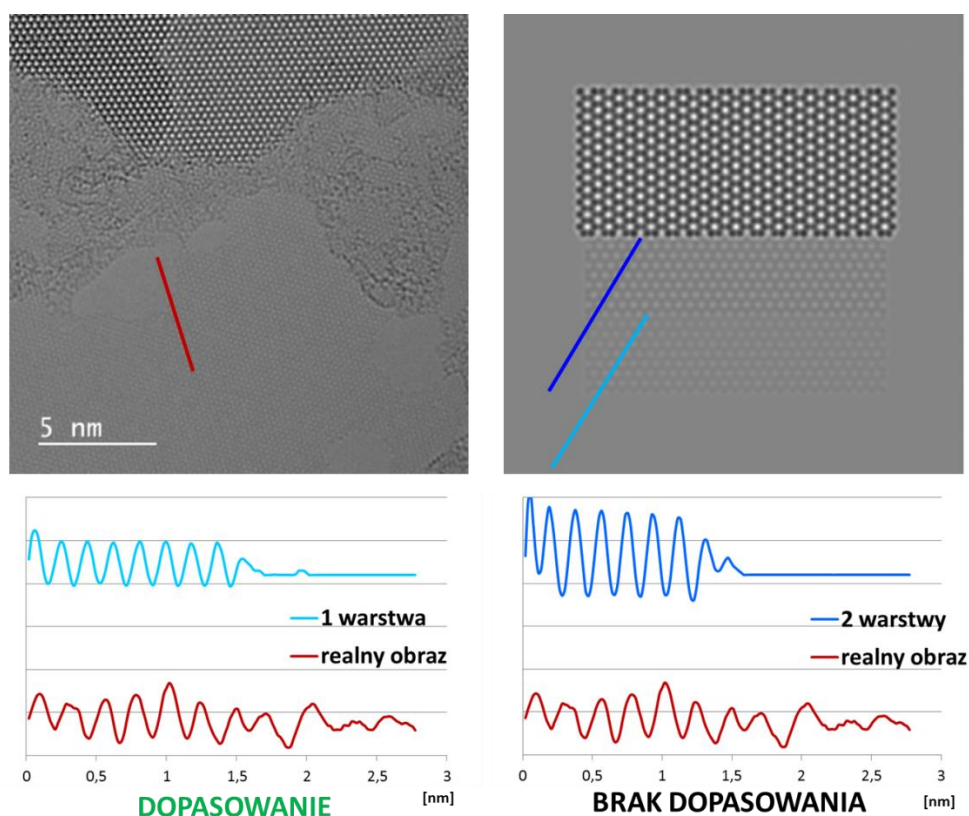 5 nm
1 warstwa
realny obraz
0 0,5 1 1,5 2 2,5 3
[nm]
DOPASOWANIE
2 warstwy
realny obraz
0 0,5 1 1,5 2 2,5 3
[nm]
BRAK DOPASOWANIA